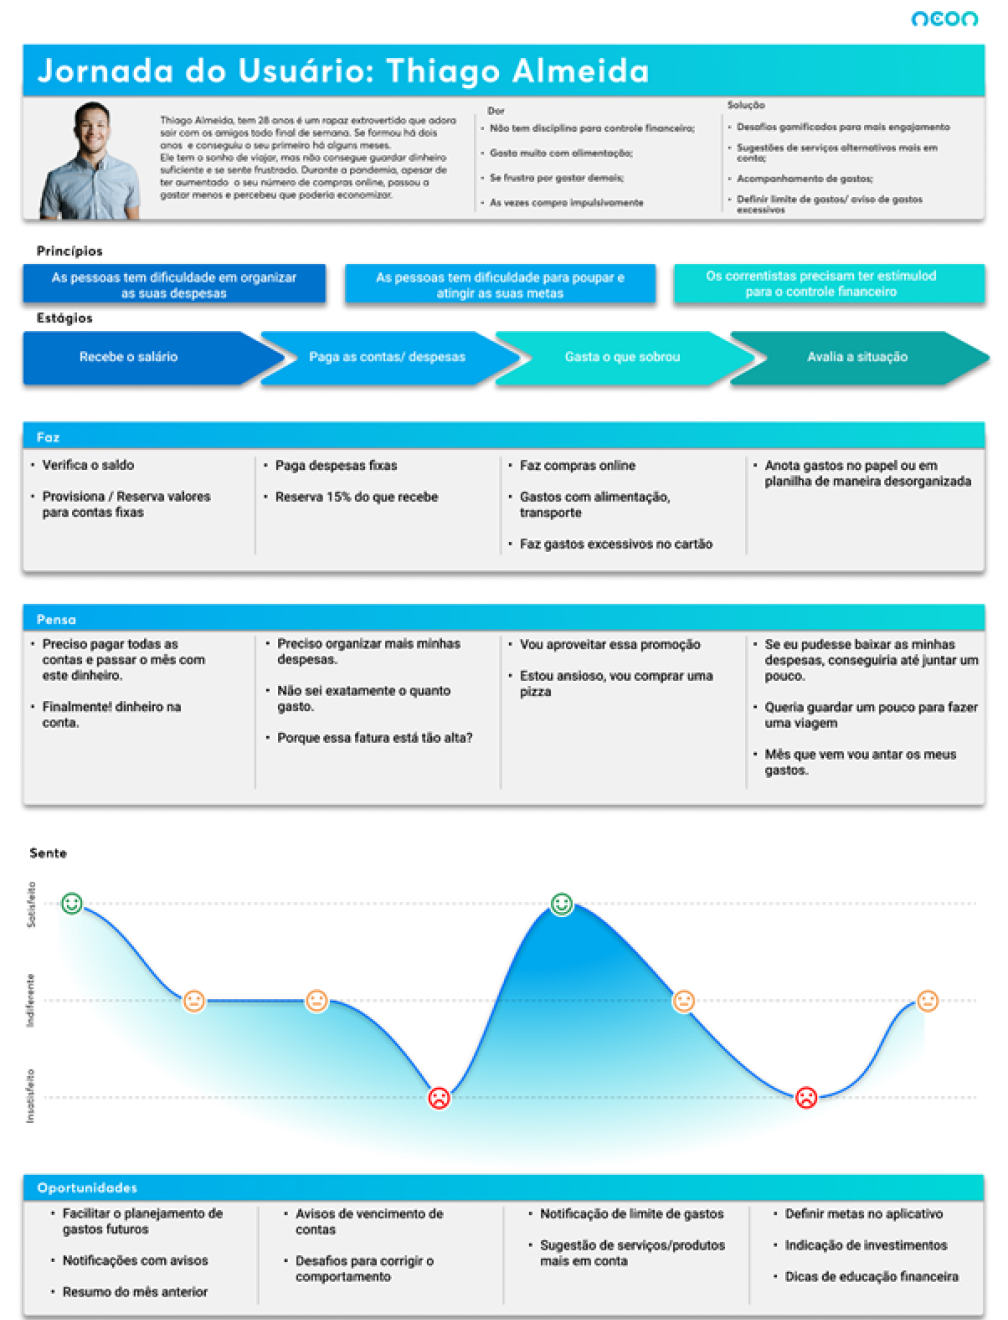 neon
Jornada do Usuário: Thiago Almeida
Thiago Almeida, tem 28 anos é um rapaz extrovertido que adora
sair com os amigos todo final de semana. Se formou há dois
anos e conseguiu o seu primeiro há alguns meses.
Ele tem o sonho de viajar, mas não consegue guardar dinheiro
suficiente e se sente frustrado. Durante a pandemia, apesar de
ter aumentado o seu número de compras online, passou a
gastar menos e percebeu que poderia economizar.
Dor
• Não tem disciplina para controle financeiro;
• Gasta muito com alimentação;
• Se frustra por gastar demais;
• As vezes compra impulsivamente
Solução
• Desafios gamificados para mais engajamento
• Sugestões de serviços alternativos mais em
conta;
• Acompanhamento de gastos;
• Definir limite de gastos/ aviso de gastos
excessivos
Princípios
As pessoas tem dificuldade em organizar
as suas despesas
As pessoas tem dificuldade para poupar e
atingir as suas metas
Os correntistas precisam ter estímulod
para o controle financeiro
Estágios
Recebe o salário
Paga as contas/ despesas
Gasta o que sobrou
Avalia a situação
Faz
• Verifica o saldo
• Provisiona / Reserva valores
para contas fixas
• Paga despesas fixas
• Reserva 15% do que recebe
• Faz compras online
• Gastos com alimentação,
transporte
• Faz gastos excessivos no cartão
• Anota gastos no papel ou em
planilha de maneira desorganizada
Pensa
• Preciso pagar todas as
contas e passar o mês com
este dinheiro.
• Finalmente! dinheiro na
conta.
• Preciso organizar mais minhas
despesas.
• Não sei exatamente o quanto
gasto.
• Porque essa fatura está tão alta?
• Vou aproveitar essa promoção
• Estou ansioso, vou comprar uma
pizza
• Se eu pudesse baixar as minhas
despesas, conseguiria até juntar um
pouco.
• Queria guardar um pouco para fazer
uma viagem
• Mês que vem vou antar os meus
gastos.
Sente
Satisfeito
Indiferente
Insatisfeito
Oportunidades
• Facilitar o planejamento de
gastos futuros
• Notificações com avisos
• Resumo do mês anterior
• Avisos de vencimento de
contas
• Desafios para corrigir o
comportamento
• Notificação de limite de gastos
• Sugestão de serviços/produtos
mais em conta
• Definir metas no aplicativo
• Indicação de investimentos
• Dicas de educação financeira